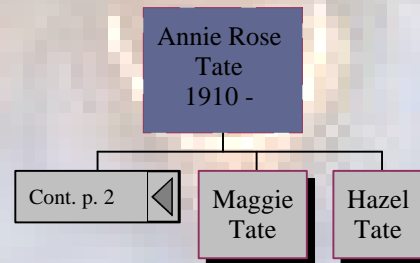 Annie Rose
Tate
1910 -
Cont. p. 2
Maggie
Tate
Hazel
Tate